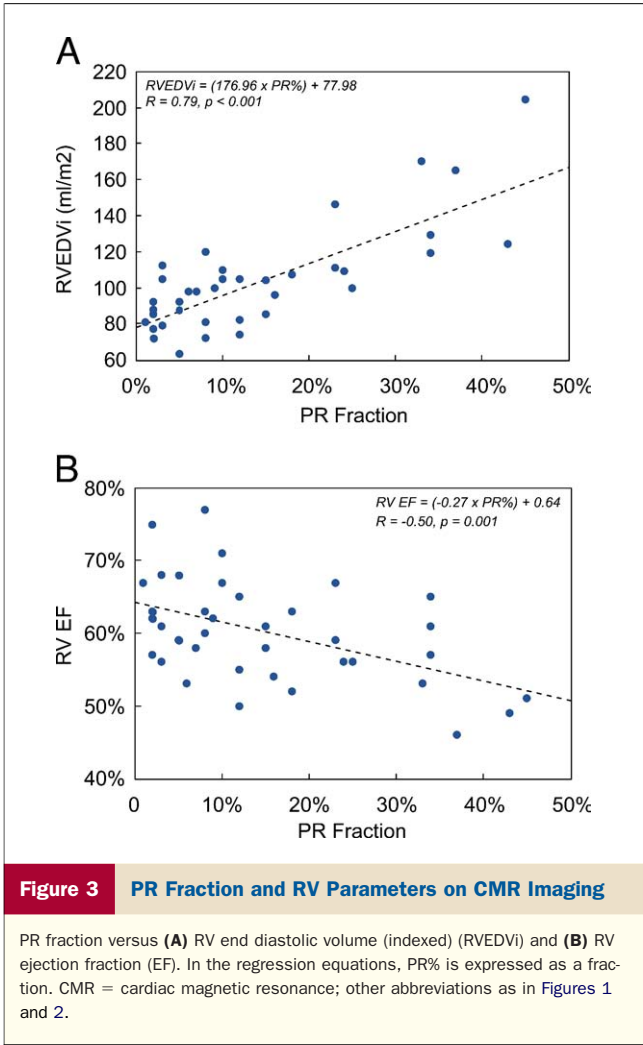 A
220
200
180
160
140
120
100
80
60
RVEDVi (ml/m2)
RVEDVi = (176.96 x PR%) + 77.98
R = 0.79, p < 0.001
0% 10% 20% 30% 40% 50%
PR Fraction
B
80%
70%
60%
50%
40%
RV EF
RV EF = (-0.27 x PR%) + 0.64
R = -0.50, p = 0.001
0 10% 20% 30% 40% 50%
PR Fraction
Figure 3 PR Fraction and RV Parameters on CMR Imaging
PR fraction versus (A) RV end diastolic volume (indexed) (RVEDVi) and (B) RV
ejection fraction (EF). In the regression equations, PR% is expressed as a frac-
tion. CMR = cardiac magnetic resonance; other abbreviations as in Figures 1
and 2.